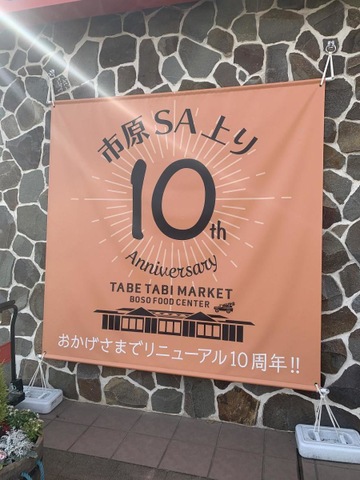 市原SA上り
10th
Anniversary
TABE TABI MARKET
BOSO FOOD CENTER
おかげさまでリニューアル10周年!!